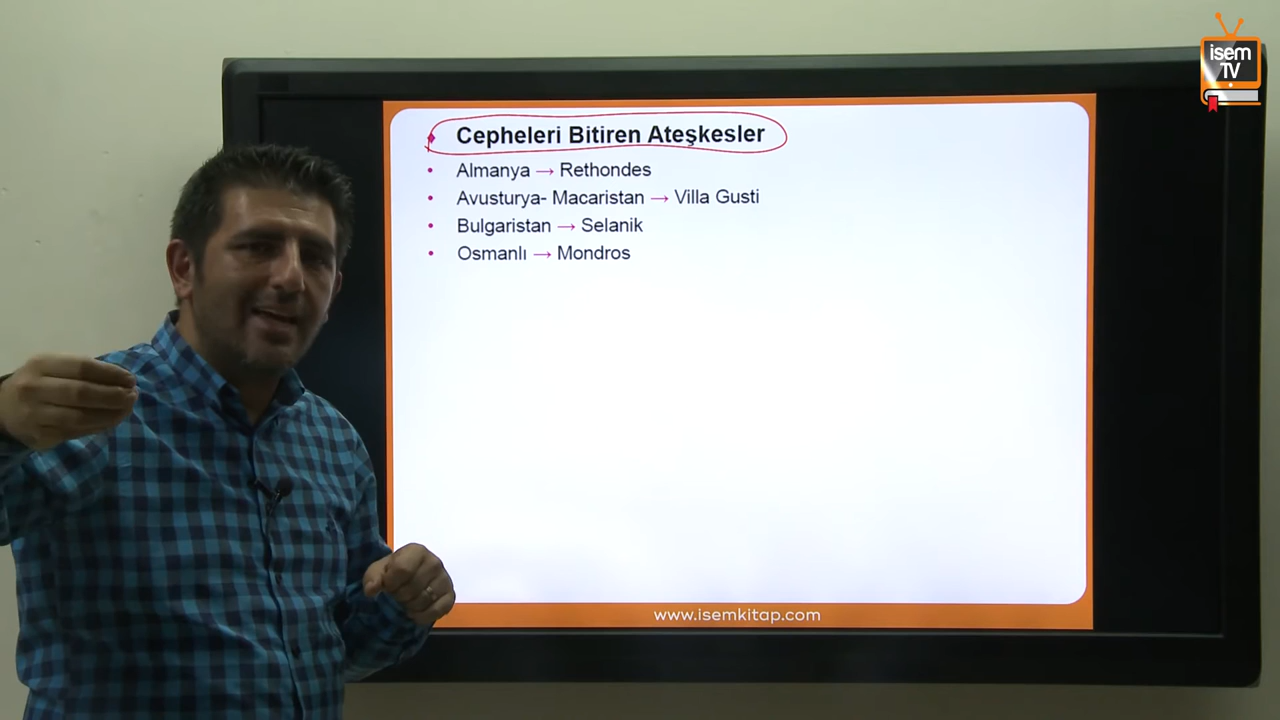 isem
TV
Cepheleri Bitiren Ateşkesler
Almanya → Rethondes
Avusturya- Macaristan → Villa Gusti
Bulgaristan → Selanik
Osmanlı → Mondros
www.isemkitap.com